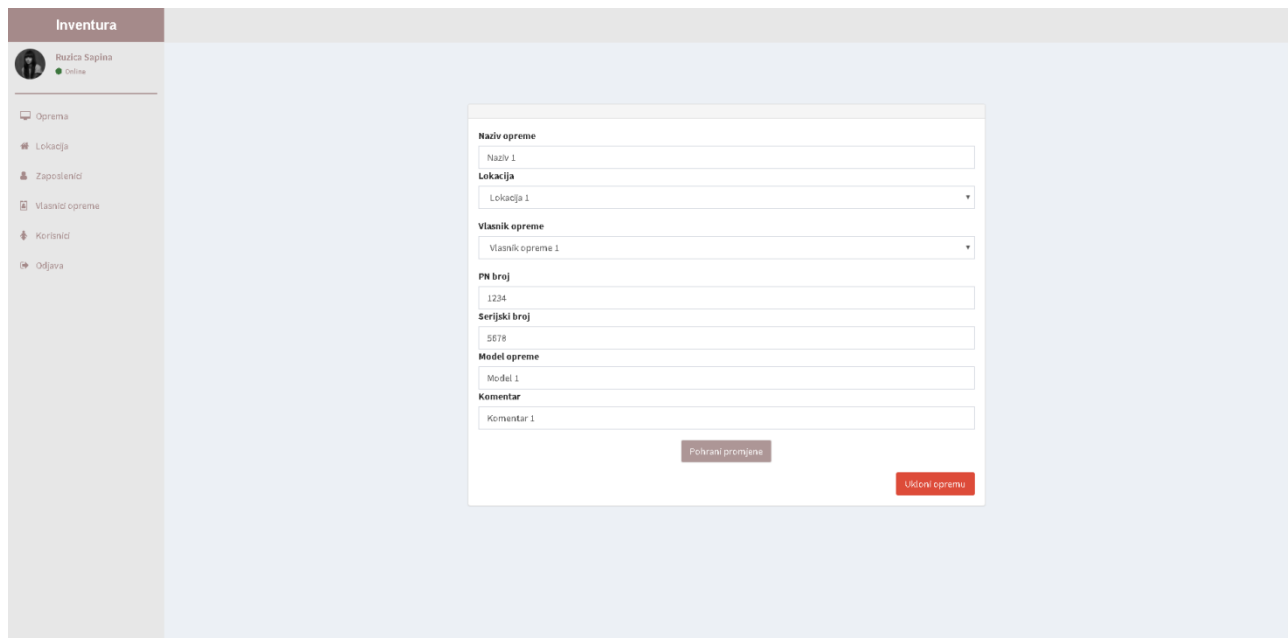 Inventura
Ruzica Sapina
Online
Oprema
Lokacija
Zaposlenici
Vlasnici opreme
Korisnici
Odjava
Naziv opreme
Naziv 1
Lokacija
Lokacija 1
Vlasnik opreme
Vlasnik opreme 1
PN broj
1234
Serijski broj
5678
Model opreme
Model 1
Komentar
Komentar 1
Pohrani promjene
Ukloni opremu